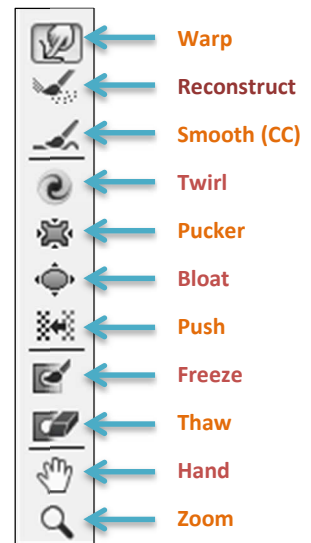 Warp
Reconstruct
Smooth (CC)
Twirl
Pucker
Bloat
Push
Freeze
Thaw
Hand
Zoom